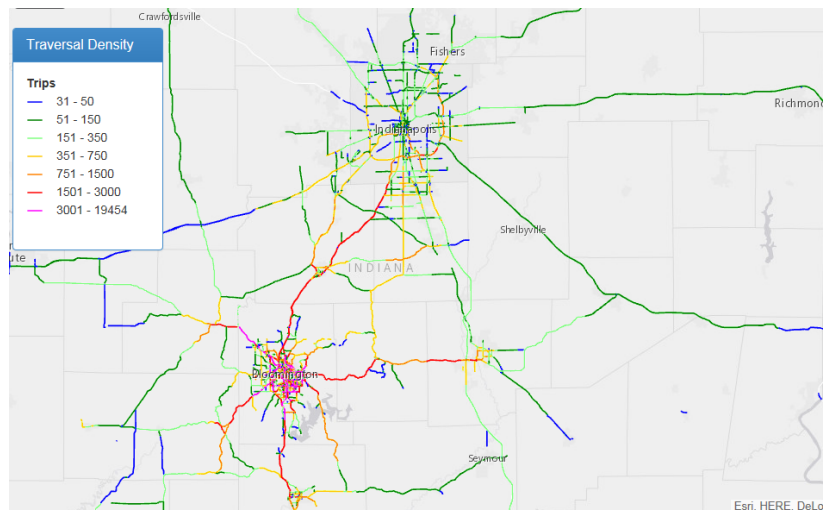 Crawfordsville
Traversal Density
Fishers
Trips
31 - 50
51 - 150
151 - 350
351 - 750
751 - 1500
1501 - 3000
3001 - 19454
Richmond
Indianapolis
Shelbyville
ute
INDIANA
Bloomington
Seymour
Esri, HERE, DeLo